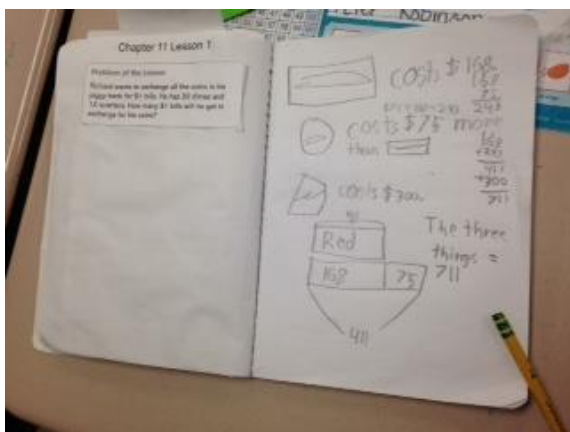 Chapter 11 Lesson 1
Problem of the Lesson
Richard wants to exchange all the coins in his
piggy bank for $1 bills. He has 20 dimes and
12 quarters. How many $1 bills will he get in
exchange for his coins?
Robinson
costs $168
243
costs $75 more
than
168
+243
411
+300
711
costs $300
Red
168 75
411
The three
things =
711